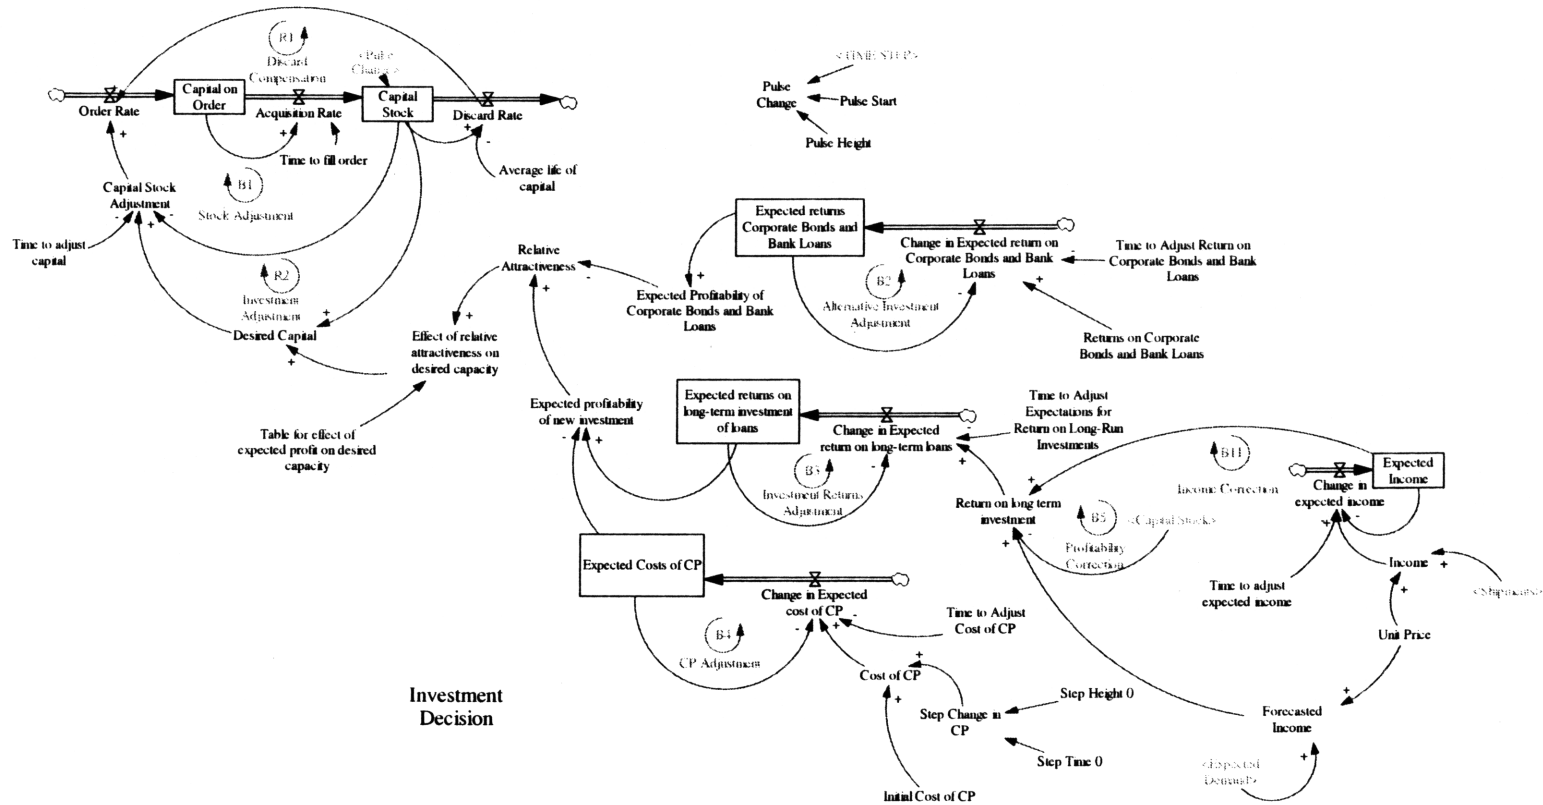 R1
Discard
Compensation
<Pulse
Change>
Capital on
Order
Capital
Stock
Order Rate
Acquisition Rate
Discard Rate
+
+
+
-
Time to fill order
Average life of
capital
B1
Stock Adjustment
Capital Stock
Adjustment
-
+
-
Time to adjust
capital
R2
Investment
Adjustment
+
Desired Capital
+
<TIME STEP>
Pulse
Change
Pulse Start
Pulse Height
Relative
Attractiveness
-
+
+
Effect of relative
attractiveness on
desired capacity
Table for effect of
expected profit on desired
capacity
Expected returns
Corporate Bonds and
Bank Loans
Change in Expected return on
Corporate Bonds and Bank
Loans
-
+
-
Time to Adjust Return on
Corporate Bonds and Bank
Loans
B2
Alternative Investment
Adjustment
+
Expected Profitability of
Corporate Bonds and Bank
Loans
Returns on Corporate
Bonds and Bank Loans
Expected profitability
of new investment
-
+
Expected returns on
long-term investment
of loans
Change in Expected
return on long-term loans
-
+
-
Time to Adjust
Expectations for
Return on Long-Run
Investments
B3
Investment Returns
Adjustment
Return on long term
investment
+
-
+
B11
Income Correction
B5
Profitability
Correction
<Capital Stock>
Expected
Income
Change in
expected income
+
-
Time to adjust
expected income
Income
+
+
<Shipments>
Unit Price
+
Forecasted
Income
+
<Expected
Demand>
Expected Costs of CP
Change in Expected
cost of CP
-
+
-
Time to Adjust
Cost of CP
B4
CP Adjustment
Cost of CP
+
+
Step Change in
CP
Step Height 0
Step Time 0
Initial Cost of CP
Investment
Decision